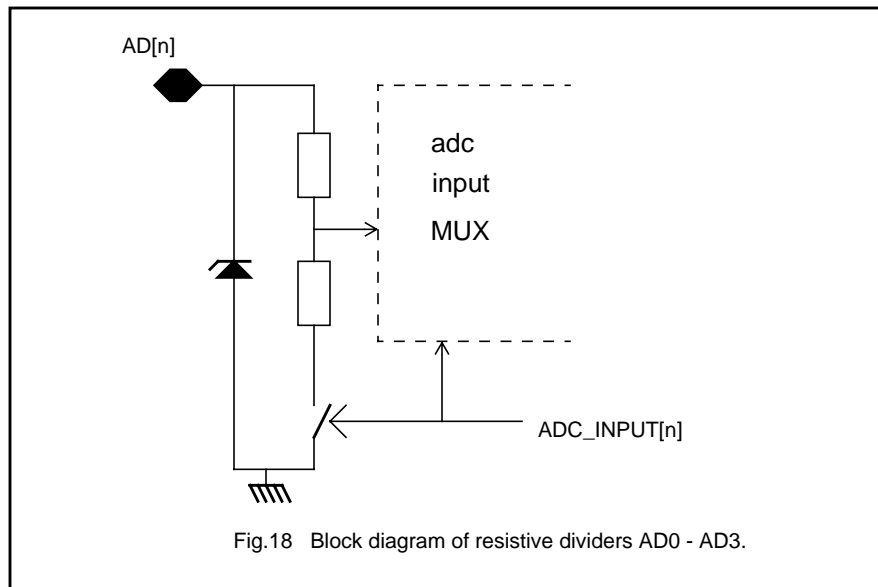 AD[n]
adc
input
MUX
ADC_INPUT[n]
Fig.18 Block diagram of resistive dividers AD0 - AD3.